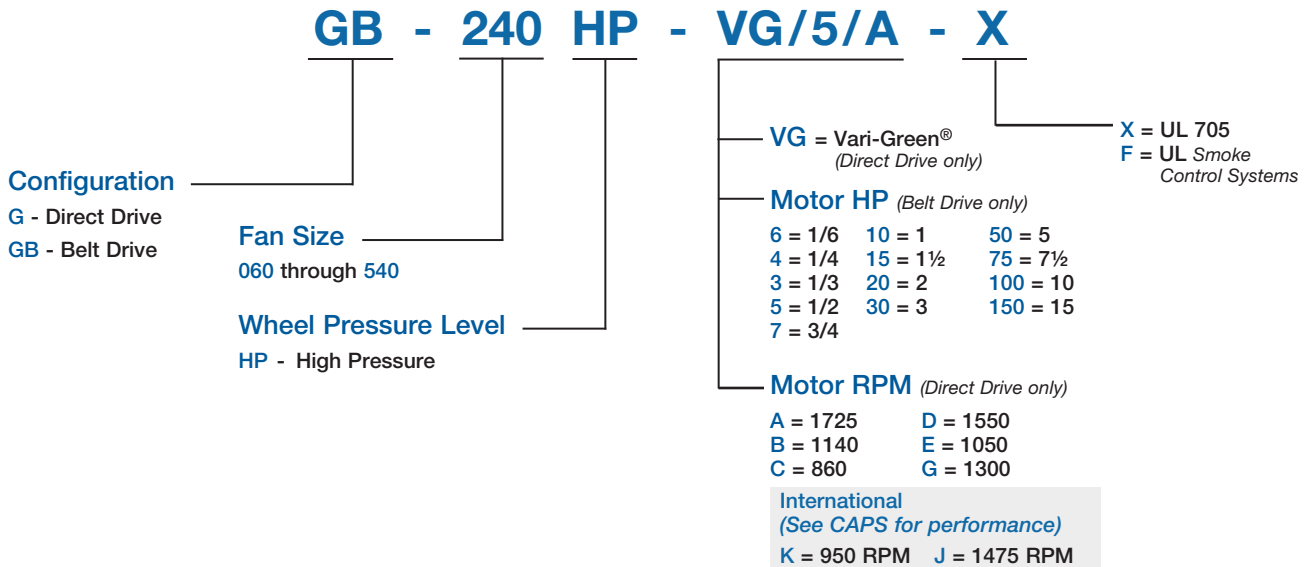 GB - 240 HP - VG/5/A - X
Configuration
G - Direct Drive
GB - Belt Drive
Fan Size
060 through 540
Wheel Pressure Level
HP - High Pressure
VG = Vari-Green®
(Direct Drive only)
Motor HP (Belt Drive only)
6 = 1/6 10 = 1 50 = 5
4 = 1/4 15 = 1½ 75 = 7½
3 = 1/3 20 = 2 100 = 10
5 = 1/2 30 = 3 150 = 15
7 = 3/4
Motor RPM (Direct Drive only)
A = 1725 D = 1550
B = 1140 E = 1050
C = 860 G = 1300
International
(See CAPS for performance)
K = 950 RPM J = 1475 RPM
X = UL 705
F = UL Smoke
Control Systems